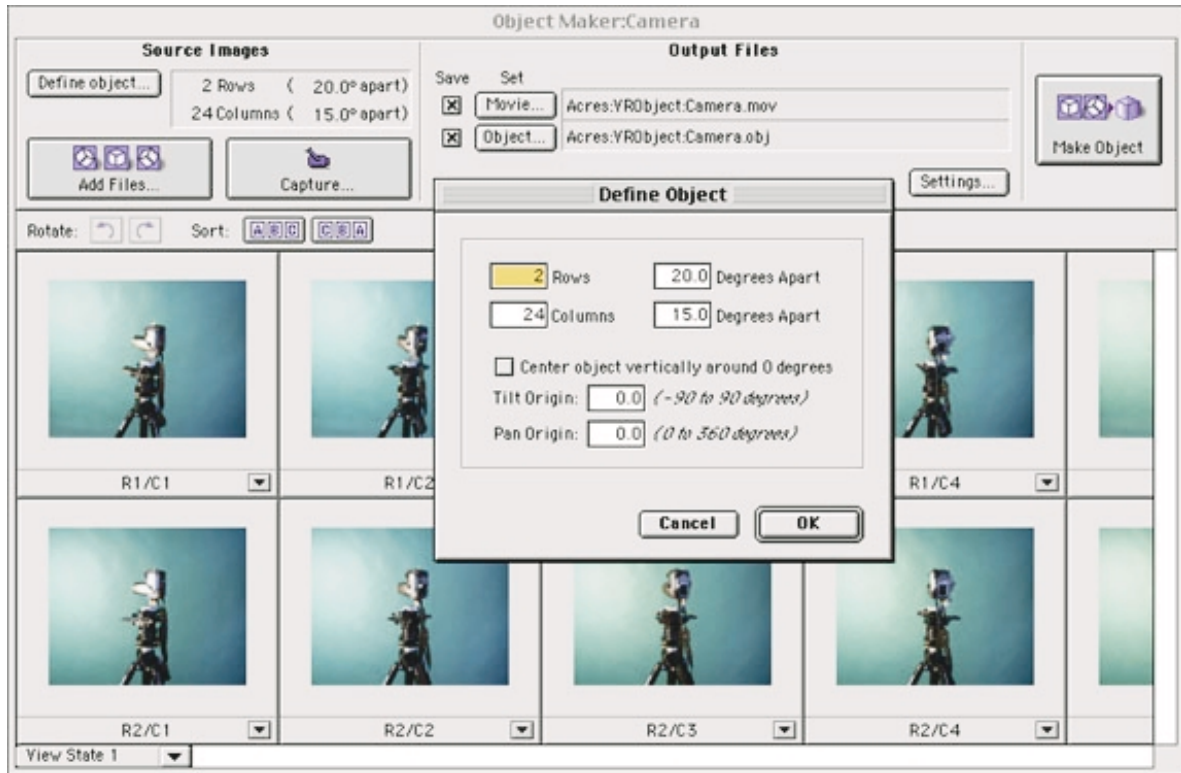 Object Maker:Camera
Source Images
Output Files
Define object...
2 Rows ( 20.0° apart)
24 Columns ( 15.0° apart)
Save Set
Movie... Acres:VRObject:Camera.mov
Object... Acres:VRObject:Camera.obj
Make Object
Add Files...
Capture...
Settings...
Rotate:
Sort: ABC CBA
Define Object
2 Rows 20.0 Degrees Apart
24 Columns 15.0 Degrees Apart
Center object vertically around 0 degrees
Tilt Origin: 0.0 (-90 to 90 degrees)
Pan Origin: 0.0 (0 to 360 degrees)
Cancel
OK
R1/C1
R1/C2
R1/C4
R2/C1
R2/C2
R2/C3
R2/C4
View State 1